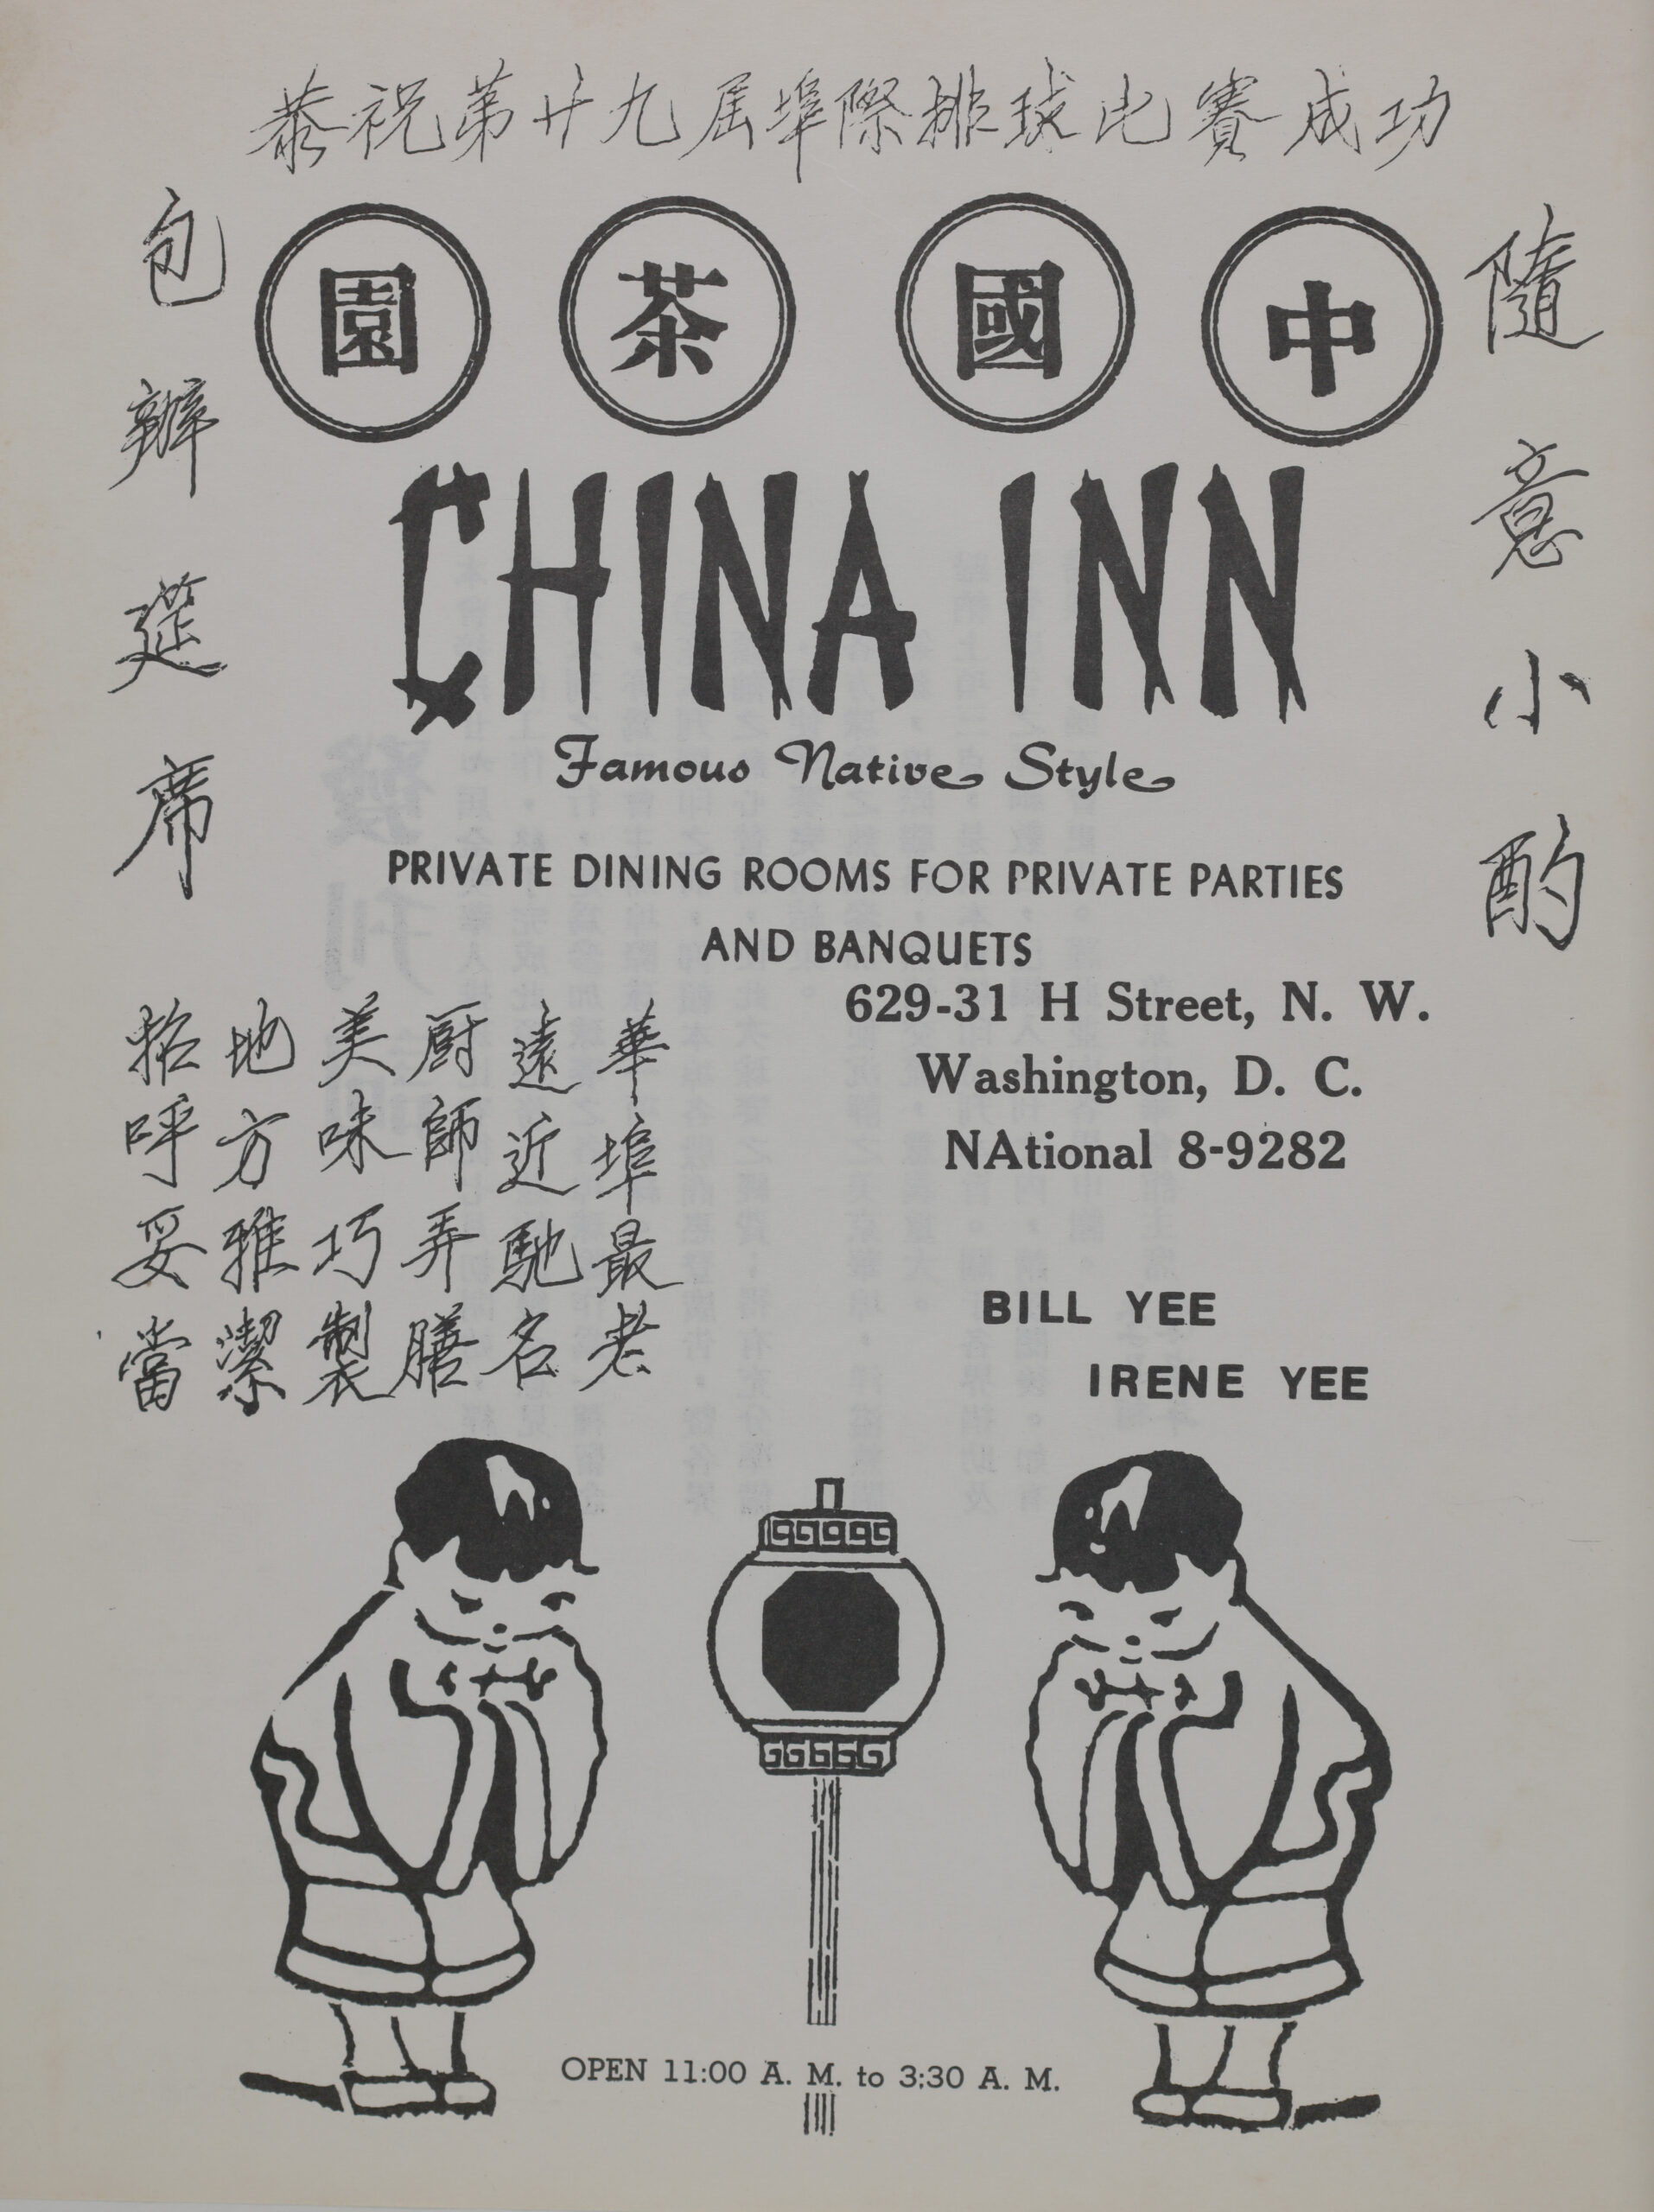 恭祝第廿九屆埠際排球比賽成功
中國茶園
隨意小酌
包辦筵席
CHINA INN
Famous Native Style
PRIVATE DINING ROOMS FOR PRIVATE PARTIES
AND BANQUETS
629-31 H Street, N. W.
Washington, D. C.
NAtional 8-9282
BILL YEE
IRENE YEE
華埠最老
遠近馳名
厨師弄膳
美味巧製
地方雅潔
招呼妥當
OPEN 11:00 A. M. to 3:30 A. M.